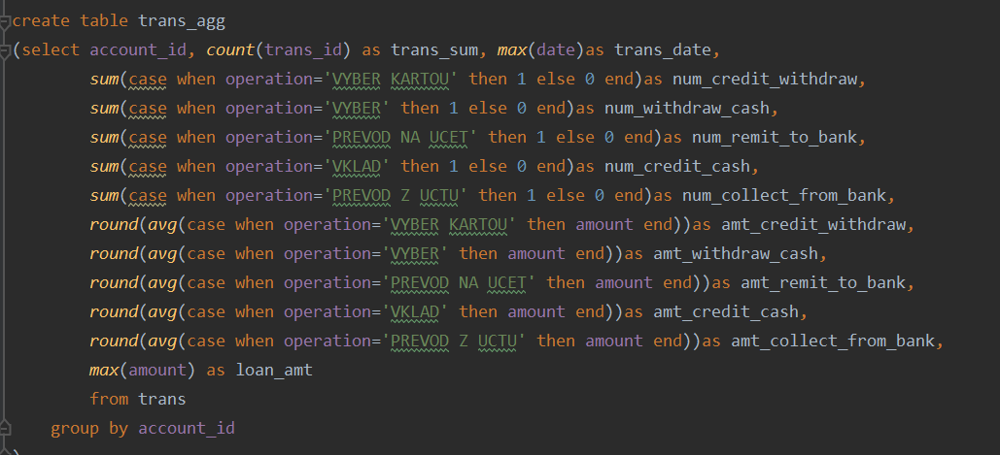 create table trans_agg
(select account_id, count(trans_id) as trans_sum, max(date)as trans_date,
sum(case when operation='VYBER KARTOU' then 1 else 0 end)as num_credit_withdraw,
sum(case when operation='VYBER' then 1 else 0 end)as num_withdraw_cash,
sum(case when operation='PREVOD NA UCET' then 1 else 0 end)as num_remit_to_bank,
sum(case when operation='VKLAD' then 1 else 0 end)as num_credit_cash,
sum(case when operation='PREVOD Z UCTU' then 1 else 0 end)as num_collect_from_bank,
round(avg(case when operation='VYBER KARTOU' then amount end))as amt_credit_withdraw,
round(avg(case when operation='VYBER' then amount end))as amt_withdraw_cash,
round(avg(case when operation='PREVOD NA UCET' then amount end))as amt_remit_to_bank,
round(avg(case when operation='VKLAD' then amount end))as amt_credit_cash,
round(avg(case when operation='PREVOD Z UCTU' then amount end))as amt_collect_from_bank,
max(amount) as loan_amt
from trans
group by account_id